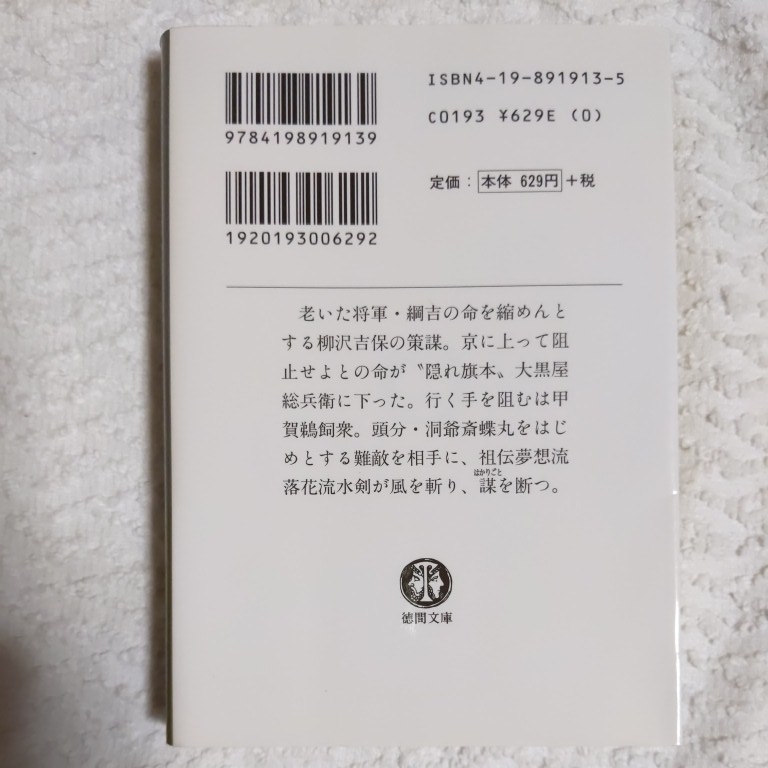 ISBN4-19-891913-5
9784198919139
C0193 ¥629E (0)
定価：本体 629円+税
1920193006292
老いた将軍・綱吉の命を縮めんと
する柳沢吉保の策謀。京に上って阻
止せよとの命が〝隠れ旗本〟大黒屋
総兵衛に下った。行く手を阻むは甲
賀鵜飼衆。頭分・洞爺斎蝶丸をはじ
めとする難敵を相手に、祖伝夢想流
はかりごと
落花流水剣が風を斬り、謀を断つ。
徳間文庫